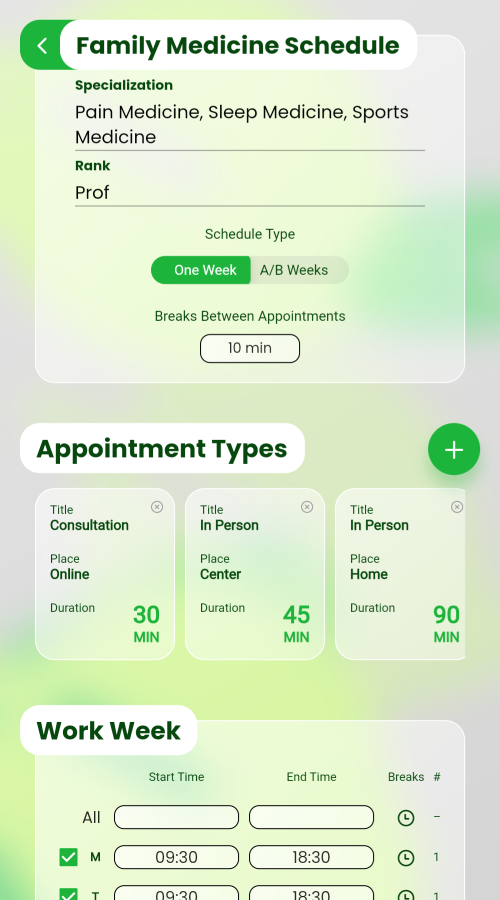 Family Medicine Schedule
Specialization
Pain Medicine, Sleep Medicine, Sports
Medicine
Rank
Prof
Schedule Type
One Week A/B Weeks
Breaks Between Appointments
10 min
Appointment Types
Title Title Title
Consultation In Person In Person
Place Place Place
Online Center Home
Duration 30 Duration 45 Duration 90
MIN MIN MIN
Work Week
Start Time End Time Breaks #
All –
M 09:30 18:30 1
T 09:30 18:30 1